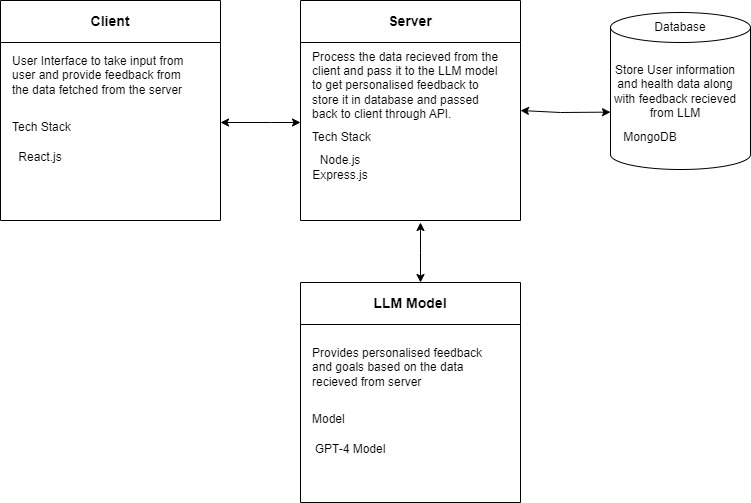 Client
User Interface to take input from
user and provide feedback from
the data fetched from the server
Tech Stack
React.js
Server
Process the data recieved from the
client and pass it to the LLM model
to get personalised feedback to
store it in database and passed
back to client through API.
Tech Stack
Node.js
Express.js
Database
Store User information
and health data along
with feedback recieved
from LLM
MongoDB
LLM Model
Provides personalised feedback
and goals based on the data
recieved from server
Model
GPT-4 Model